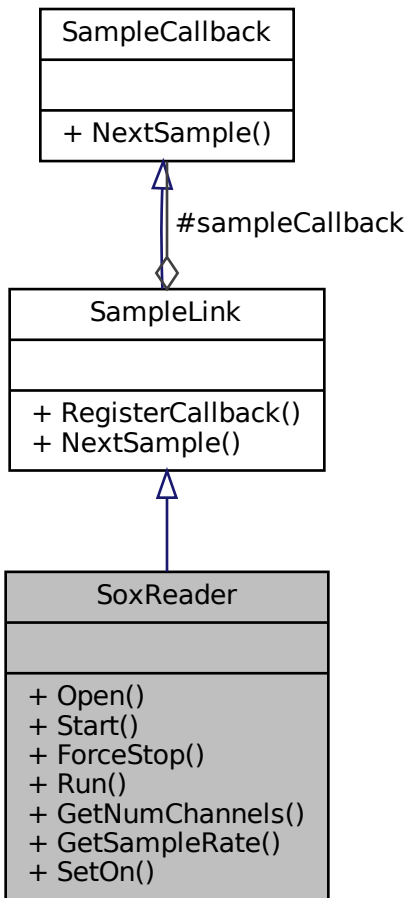 SampleCallback
+ NextSample()
#sampleCallback
SampleLink
+ RegisterCallback()
+ NextSample()
SoxReader
+ Open()
+ Start()
+ ForceStop()
+ Run()
+ GetNumChannels()
+ GetSampleRate()
+ SetOn()